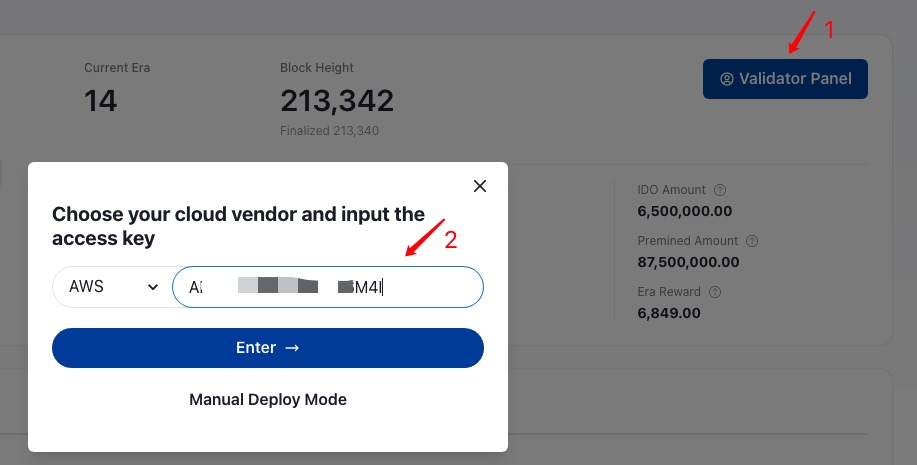 1
Current Era
Block Height
Validator Panel
14
213,342
Finalized 213,340
Choose your cloud vendor and input the
access key
2
AWS
Enter →
Manual Deploy Mode
IDO Amount
6,500,000.00
Premined Amount
87,500,000.00
Era Reward
6,849.00